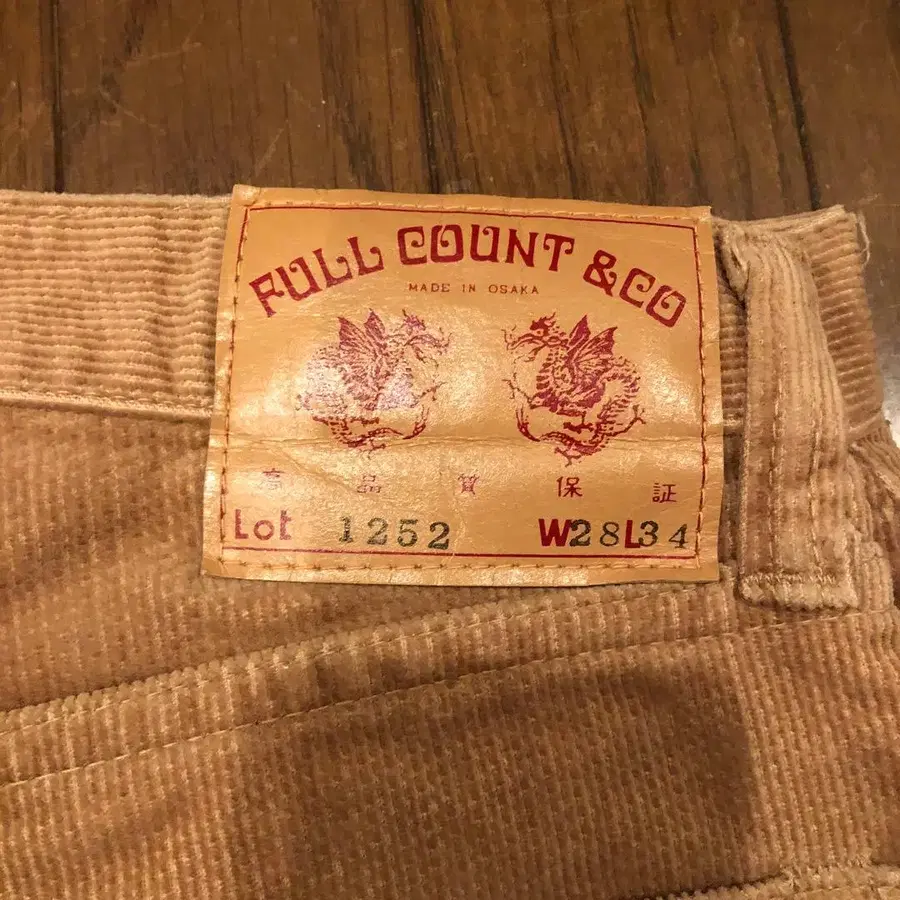 FULL COUNT & CO
MADE IN OSAKA
高品質保証
Lot 1252 W28L34